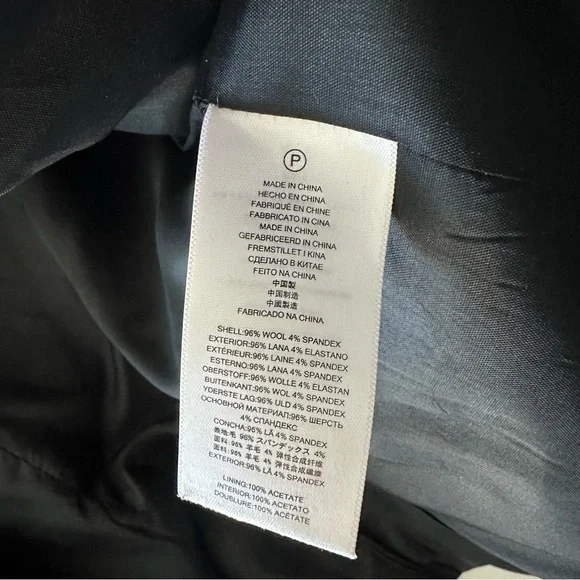 P
MADE IN CHINA
HECHO EN CHINA
FABRIQUÉ EN CHINE
FABBRICATO IN CINA
MADE IN CHINA
GEFABRICEERD IN CHINA
FREMSTILLET I KINA
СДЕЛАНО В КИТАЕ
FEITO NA CHINA
中国製
中国制造
中國製造
FABRICADO NA CHINA
SHELL:96% WOOL 4% SPANDEX
EXTERIOR:96% LANA 4% ELASTANO
EXTÉRIEUR:96% LAINE 4% SPANDEX
ESTERNO:96% LANA 4% SPANDEX
OBERSTOFF:96% WOLLE 4% ELASTAN
BUITENKANT:96% WOL 4% SPANDEX
YDERSTE LAG:96% ULD 4% SPANDEX
ОСНОВНОЙ МАТЕРИАЛ:96% ШЕРСТЬ
4% СПАНДЕКС
CONCHA:96% LÃ 4% SPANDEX
表地:毛 96% スパンデックス 4%
面料:96% 羊毛 4% 弹性合成纤维
面料:96% 羊毛 4% 彈性合成纖維
EXTERIOR:96% LÃ 4% SPANDEX
LINING:100% ACETATE
INTERIOR:100% ACETATO
DOUBLURE:100% ACÉTATE